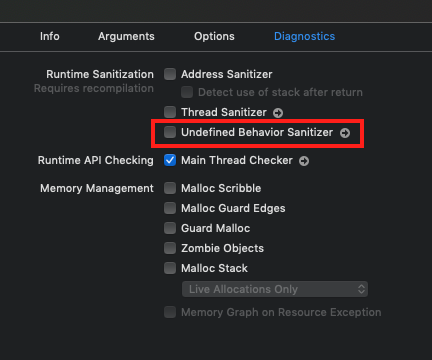 Info Arguments Options Diagnostics
Runtime Sanitization Address Sanitizer
Requires recompilation Detect use of stack after return
Thread Sanitizer
Undefined Behavior Sanitizer
Runtime API Checking Main Thread Checker
Memory Management Malloc Scribble
Malloc Guard Edges
Guard Malloc
Zombie Objects
Malloc Stack
Live Allocations Only
Memory Graph on Resource Exception